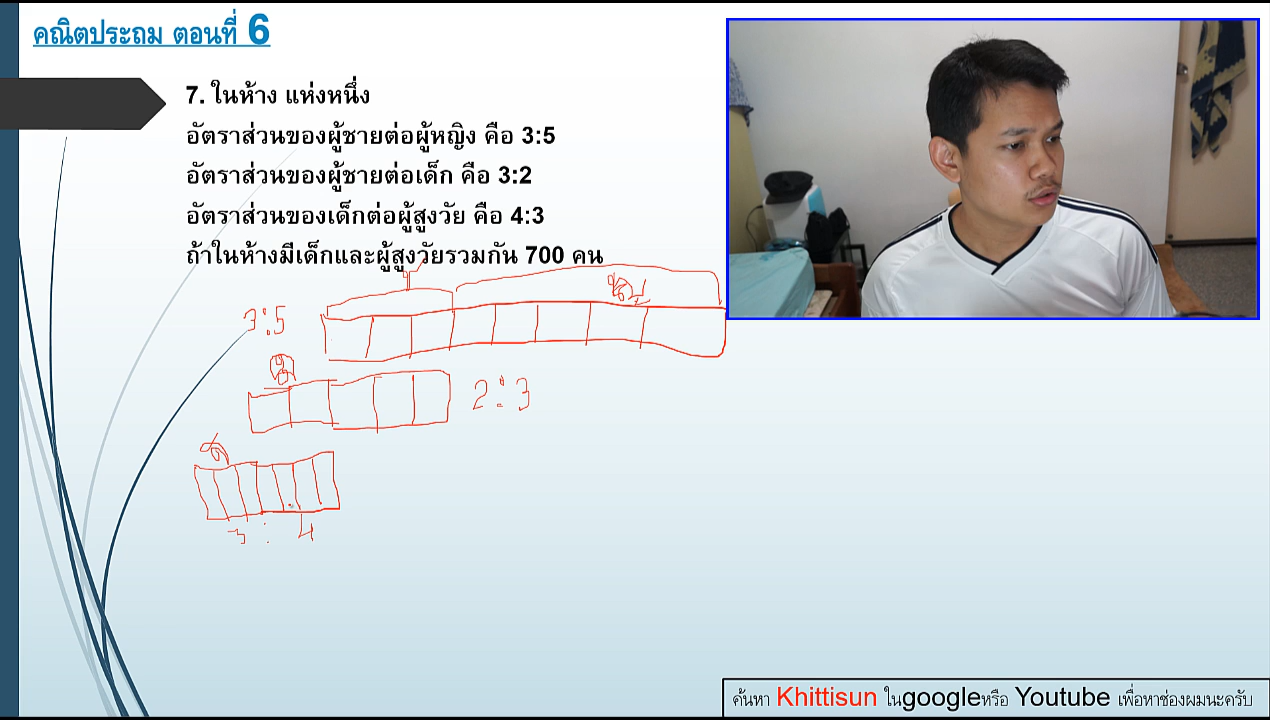 คณิตประถม ตอนที่ 6
7. ในห้าง แห่งหนึ่ง
อัตราส่วนของผู้ชายต่อผู้หญิง คือ 3:5
อัตราส่วนของผู้ชายต่อเด็ก คือ 3:2
อัตราส่วนของเด็กต่อผู้สูงวัย คือ 4:3
ถ้าในห้างมีเด็กและผู้สูงวัยรวมกัน 700 คน
3:5
2:3
3 : 4
ค้นหา Khittisun ในgoogleหรือ Youtube เพื่อหาช่องผมนะครับ